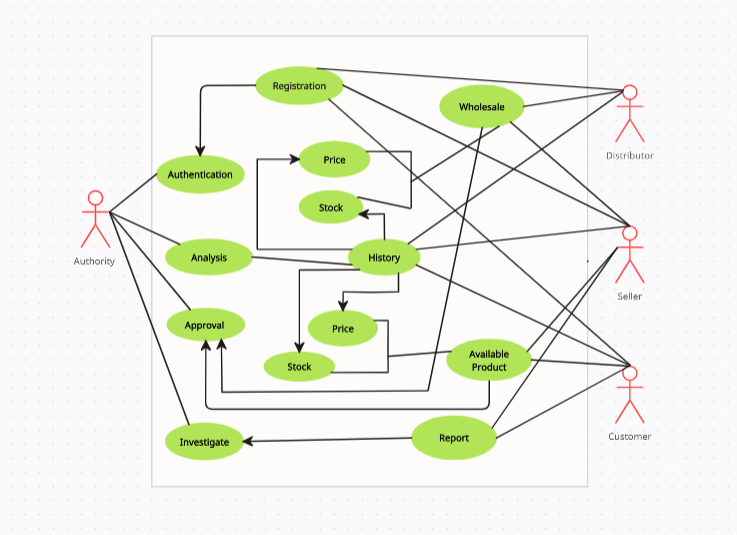 Registration
Wholesale
Distributor
Price
Authentication
Stock
Authority
Analysis
History
Seller
Approval
Price
Available
Product
Stock
Customer
Investigate
Report